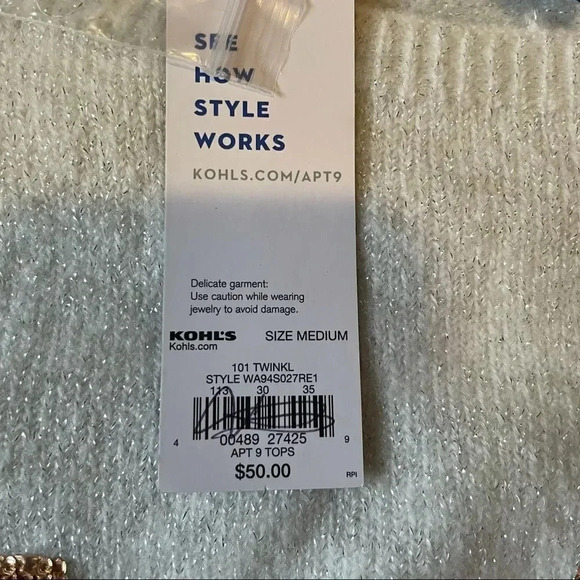 SEE
HOW
STYLE
WORKS
KOHLS.COM/APT9
Delicate garment:
Use caution while wearing
jewelry to avoid damage.
KOHL'S SIZE MEDIUM
Kohls.com
101 TWINKL
STYLE WA94S027RE1
113 30 35
4 00489 27425 9
APT 9 TOPS
$50.00 RPI